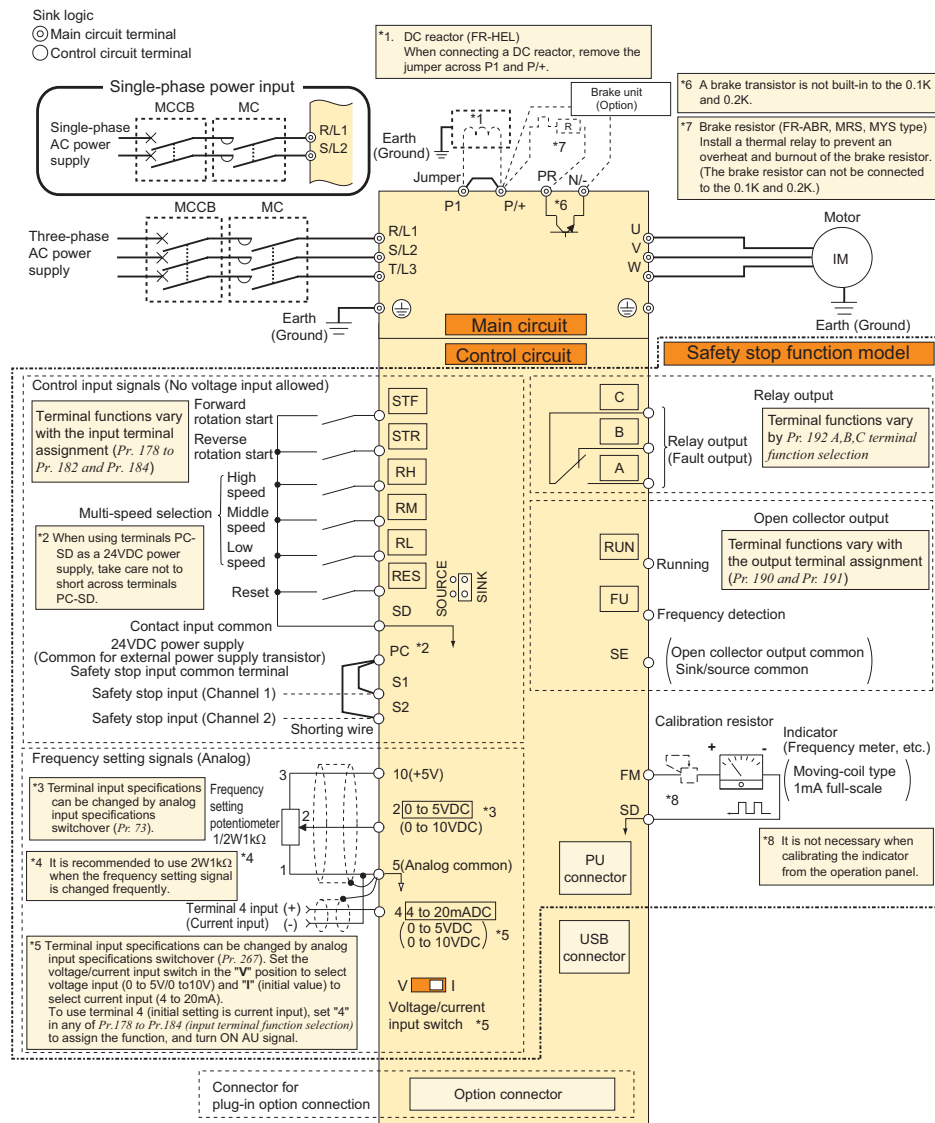 Sink logic
Main circuit terminal
Control circuit terminal
*1. DC reactor (FR-HEL)
When connecting a DC reactor, remove the
jumper across P1 and P/+.
Single-phase power input
MCCB
MC
Single-phase
AC power
supply
R/L1
S/L2
Earth
(Ground)
*1
Brake unit
(Option)
R
*7
Jumper
P1
P/+
PR
N/-
*6
*6 A brake transistor is not built-in to the 0.1K
and 0.2K.
*7 Brake resistor (FR-ABR, MRS, MYS type)
Install a thermal relay to prevent an
overheat and burnout of the brake resistor.
(The brake resistor can not be connected
to the 0.1K and 0.2K.)
MCCB
MC
Three-phase
AC power
supply
R/L1
S/L2
T/L3
Earth
(Ground)
U
V
W
Motor
IM
Earth (Ground)
Main circuit
Control circuit
Safety stop function model
Control input signals (No voltage input allowed)
Terminal functions vary
with the input terminal
assignment (Pr. 178 to
Pr. 182 and Pr. 184)
Forward
rotation start
Reverse
rotation start
High
speed
Multi-speed selection
Middle
speed
Low
speed
Reset
*2 When using terminals PC-
SD as a 24VDC power
supply, take care not to
short across terminals
PC-SD.
Contact input common
24VDC power supply
(Common for external power supply transistor)
Safety stop input common terminal
Safety stop input (Channel 1)
Safety stop input (Channel 2)
Shorting wire
STF
STR
RH
RM
RL
RES
SD
SOURCE
SINK
PC *2
S1
S2
C
B
A
Relay output
Relay output
(Fault output)
Terminal functions vary
by Pr. 192 A,B,C terminal
function selection
Open collector output
RUN
Running
Terminal functions vary with
the output terminal assignment
(Pr. 190 and Pr. 191)
FU
Frequency detection
SE
(Open collector output common
Sink/source common)
Frequency setting signals (Analog)
*3 Terminal input specifications
can be changed by analog
input specifications
switchover (Pr. 73).
Frequency
setting
potentiometer
1/2W1kΩ
*4
3
2
1
*4 It is recommended to use 2W1kΩ
when the frequency setting signal
is changed frequently.
Terminal 4 input (+)
(Current input) (-)
10(+5V)
2 0 to 5VDC *3
(0 to 10VDC)
5(Analog common)
4 4 to 20mADC
(0 to 5VDC
0 to 10VDC) *5
*5 Terminal input specifications can be changed by analog
input specifications switchover (Pr. 267). Set the
voltage/current input switch in the "V" position to select
voltage input (0 to 5V/0 to10V) and "I" (initial value) to
select current input (4 to 20mA).
To use terminal 4 (initial setting is current input), set "4"
in any of Pr.178 to Pr.184 (input terminal function selection)
to assign the function, and turn ON AU signal.
V I
Voltage/current
input switch *5
Calibration resistor
Indicator
(Frequency meter, etc.)
+
-
FM
*8
(Moving-coil type
1mA full-scale)
SD
*8 It is not necessary when
calibrating the indicator
from the operation panel.
PU
connector
USB
connector
Connector for
plug-in option connection
Option connector